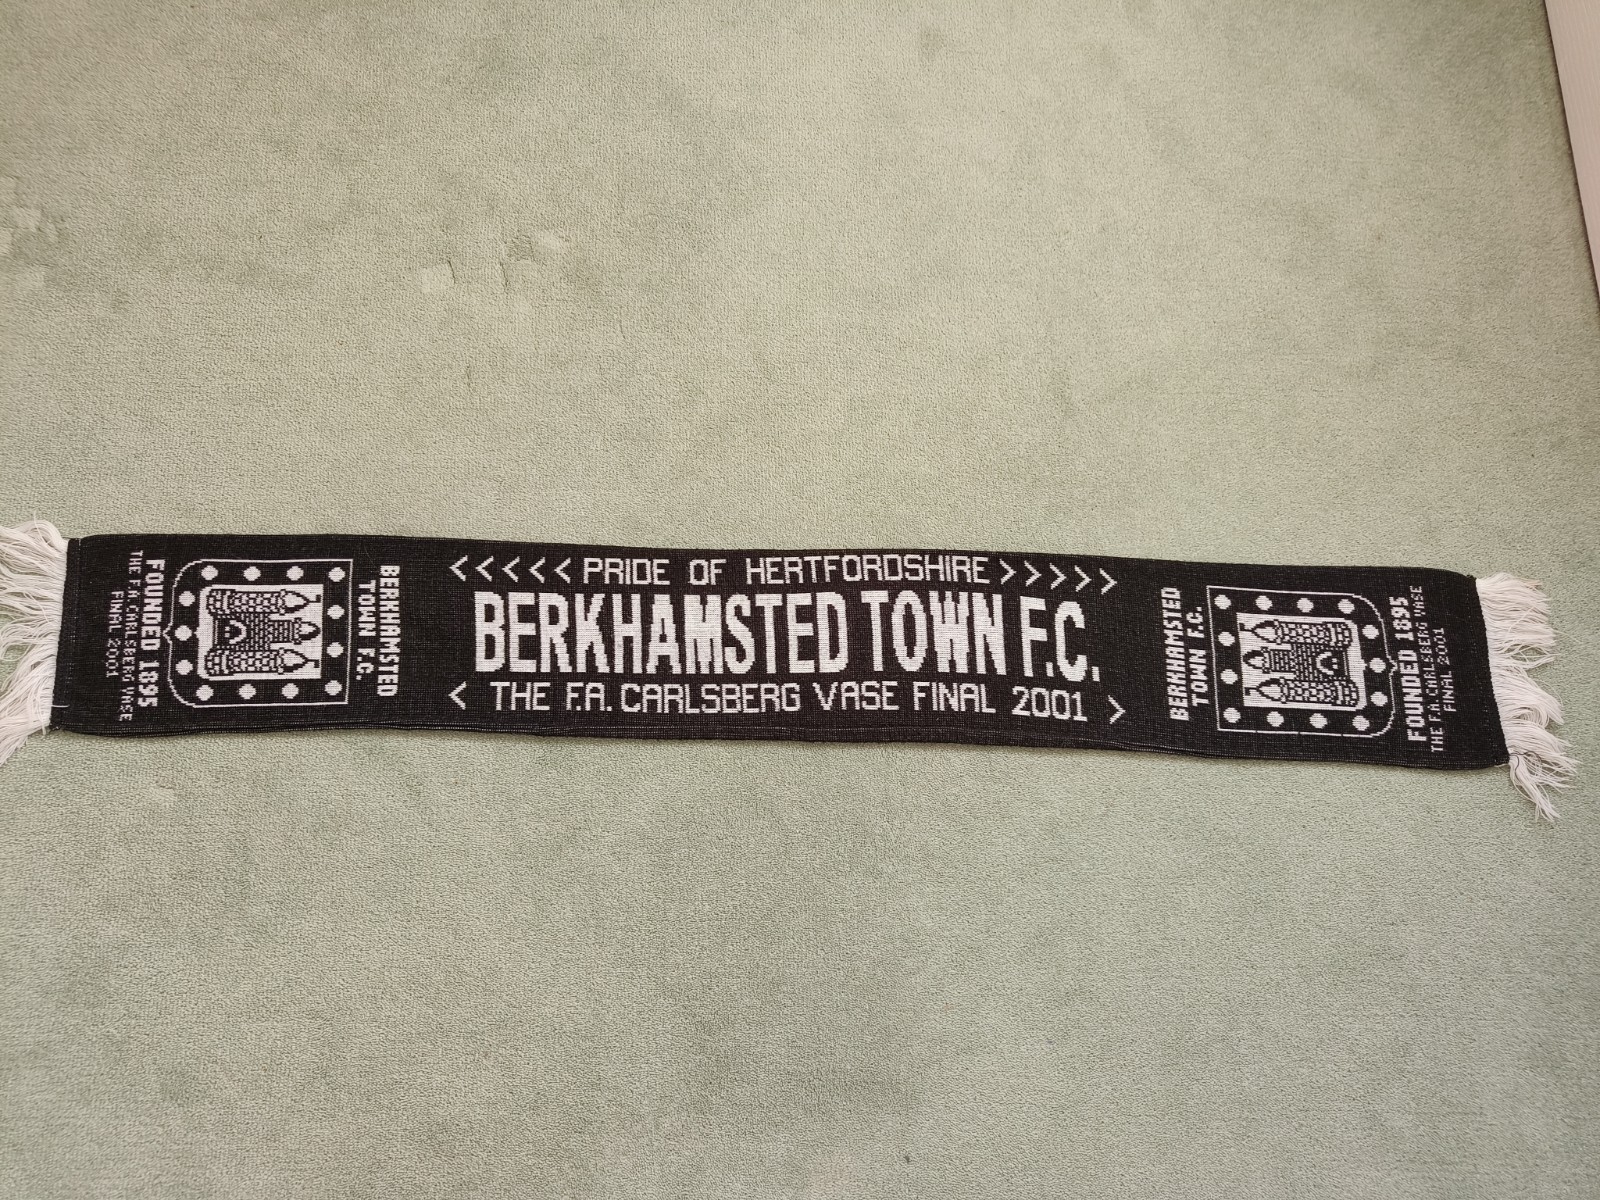 BERKHAMSTED
TOWN F.C.
FOUNDED 1895
THE F.A. CARLSBERG VASE
FINAL 2001
<<<<< PRIDE OF HERTFORDSHIRE >>>>>
BERKHAMSTED TOWN F.C.
< THE F.A. CARLSBERG VASE FINAL 2001 >
BERKHAMSTED
TOWN F.C.
FOUNDED 1895
THE F.A. CARLSBERG VASE
FINAL 2001